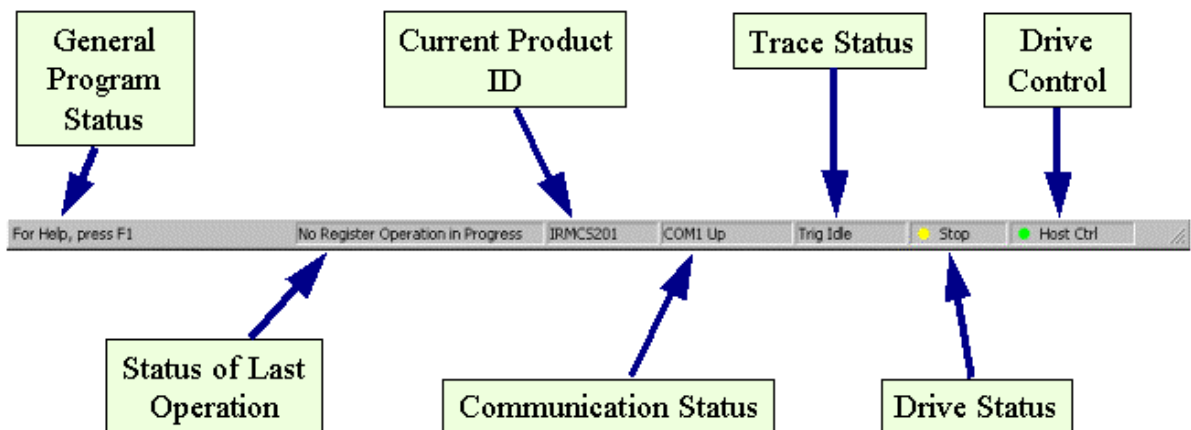 General
Program
Status
Current Product
ID
Trace Status
Drive
Control
For Help, press F1
No Register Operation in Progress
IRMCS201
COM1 Up
Trig Idle
Stop
Host Ctrl
Status of Last
Operation
Communication Status
Drive Status